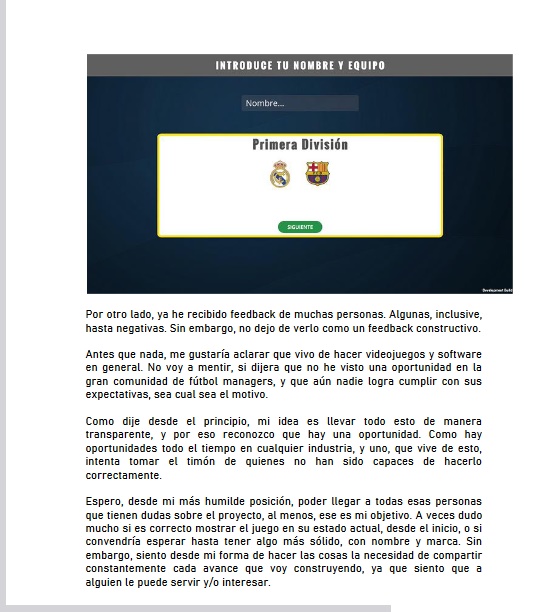 INTRODUCE TU NOMBRE Y EQUIPO
Nombre...
Primera División
SIGUIENTE
Development Build
Por otro lado, ya he recibido feedback de muchas personas. Algunas, inclusive,
hasta negativas. Sin embargo, no dejo de verlo como un feedback constructivo.
Antes que nada, me gustaría aclarar que vivo de hacer videojuegos y software
en general. No voy a mentir, si dijera que no he visto una oportunidad en la
gran comunidad de fútbol managers, y que aún nadie logra cumplir con sus
expectativas, sea cual sea el motivo.
Como dije desde el principio, mi idea es llevar todo esto de manera
transparente, y por eso reconozco que hay una oportunidad. Como hay
oportunidades todo el tiempo en cualquier industria, y uno, que vive de esto,
intenta tomar el timón de quienes no han sido capaces de hacerlo
correctamente.
Espero, desde mi más humilde posición, poder llegar a todas esas personas
que tienen dudas sobre el proyecto, al menos, ese es mi objetivo. A veces dudo
mucho si es correcto mostrar el juego en su estado actual, desde el inicio, o si
convendría esperar hasta tener algo más sólido, con nombre y marca. Sin
embargo, siento desde mi forma de hacer las cosas la necesidad de compartir
constantemente cada avance que voy construyendo, ya que siento que a
alguien le puede servir y/o interesar.